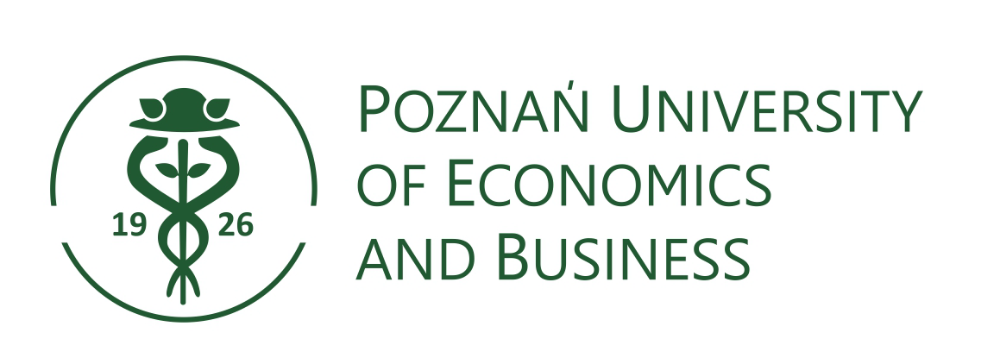 19 26
POZNAŃ UNIVERSITY
OF ECONOMICS
AND BUSINESS